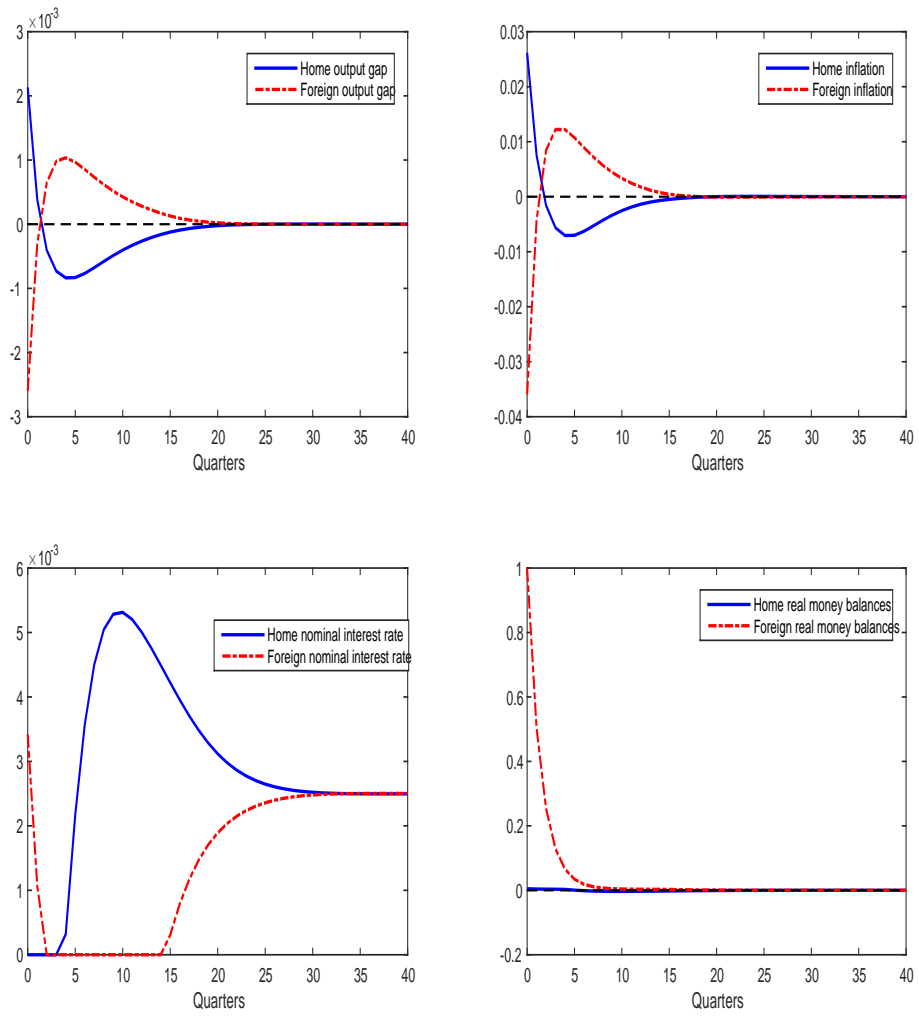 ×10-3
3
2
1
0
-1
-2
-3
0 5 10 15 20 25 30 35 40
Quarters
Home output gap
Foreign output gap
0.03
0.02
0.01
0
-0.01
-0.02
-0.03
-0.04
0 5 10 15 20 25 30 35 40
Quarters
Home inflation
Foreign inflation
×10-3
6
5
4
3
2
1
0
0 5 10 15 20 25 30 35 40
Quarters
Home nominal interest rate
Foreign nominal interest rate
1
0.8
0.6
0.4
0.2
0
-0.2
0 5 10 15 20 25 30 35 40
Quarters
Home real money balances
Foreign real money balances